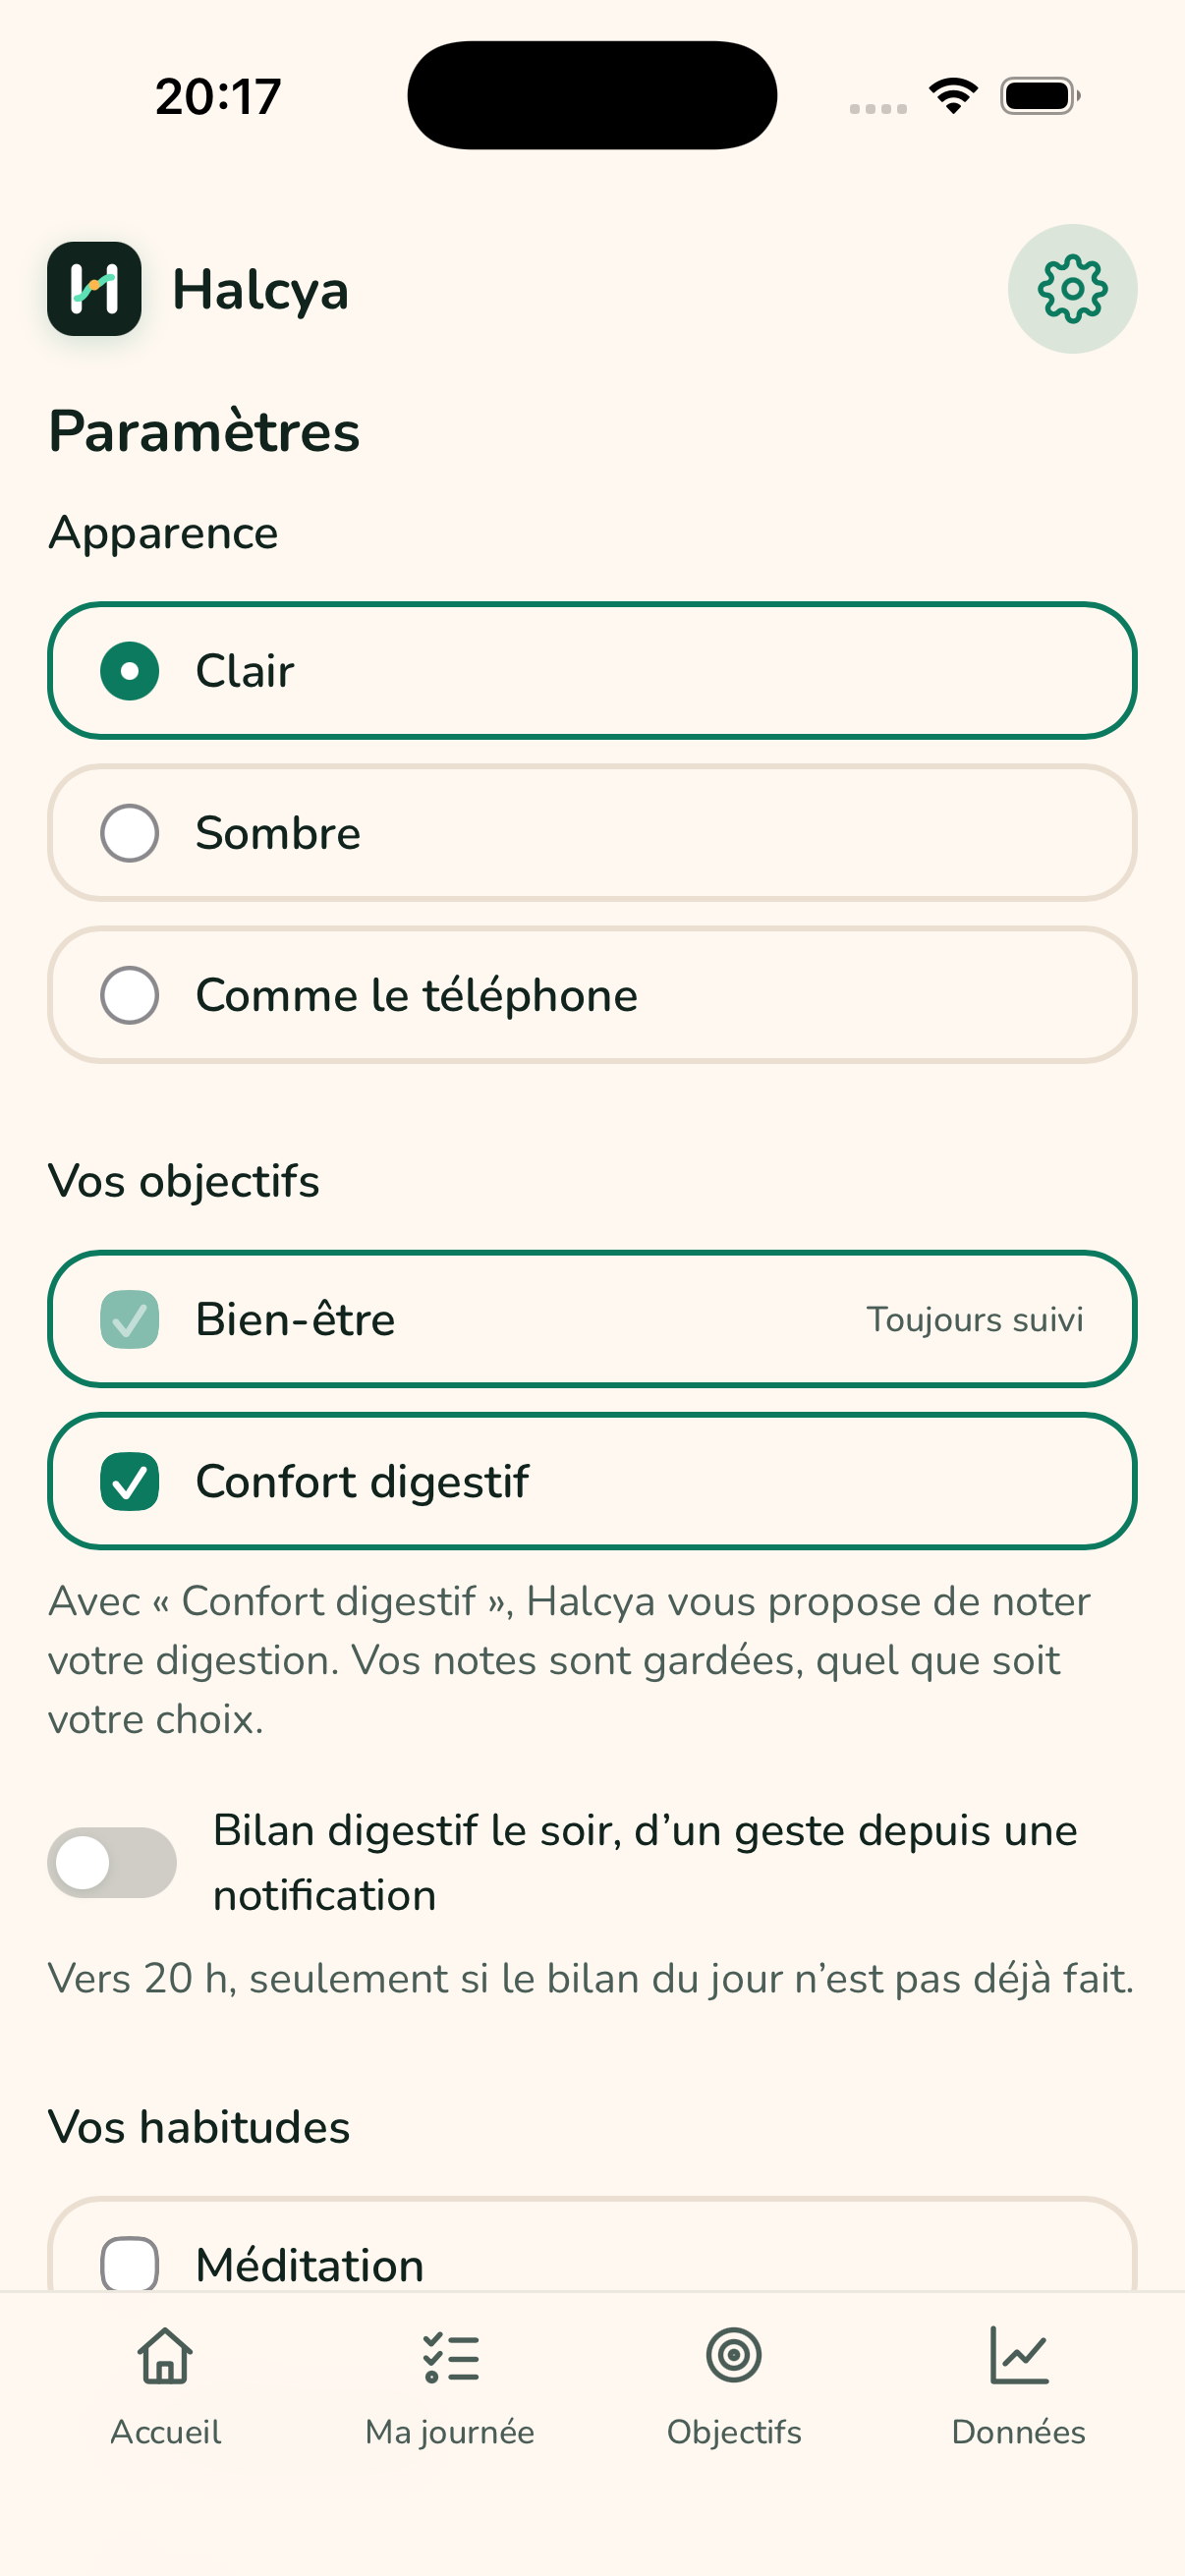 20:17
Halcya
Paramètres
Apparence
Clair
Sombre
Comme le téléphone
Vos objectifs
Bien-être
Toujours suivi
Confort digestif
Avec « Confort digestif », Halcya vous propose de noter
votre digestion. Vos notes sont gardées, quel que soit
votre choix.
Bilan digestif le soir, d’un geste depuis une
notification
Vers 20 h, seulement si le bilan du jour n’est pas déjà fait.
Vos habitudes
Méditation
Accueil
Ma journée
Objectifs
Données